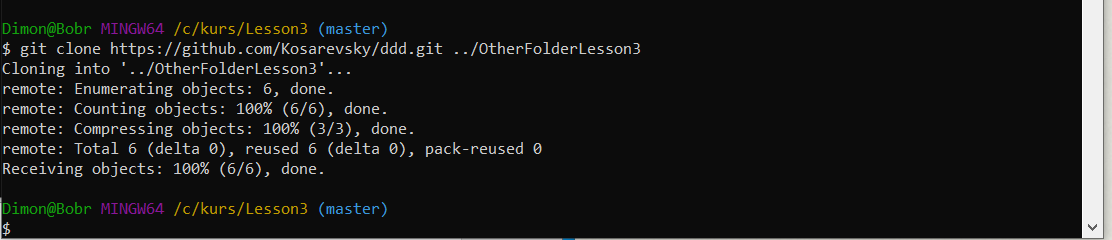 Dimon@Bobr MINGW64 /c/kurs/Lesson3 (master)
$ git clone https://github.com/Kosarevsky/ddd.git ../OtherFolderLesson3
Cloning into '../OtherFolderLesson3'...
remote: Enumerating objects: 6, done.
remote: Counting objects: 100% (6/6), done.
remote: Compressing objects: 100% (3/3), done.
remote: Total 6 (delta 0), reused 6 (delta 0), pack-reused 0
Receiving objects: 100% (6/6), done.
Dimon@Bobr MINGW64 /c/kurs/Lesson3 (master)
$